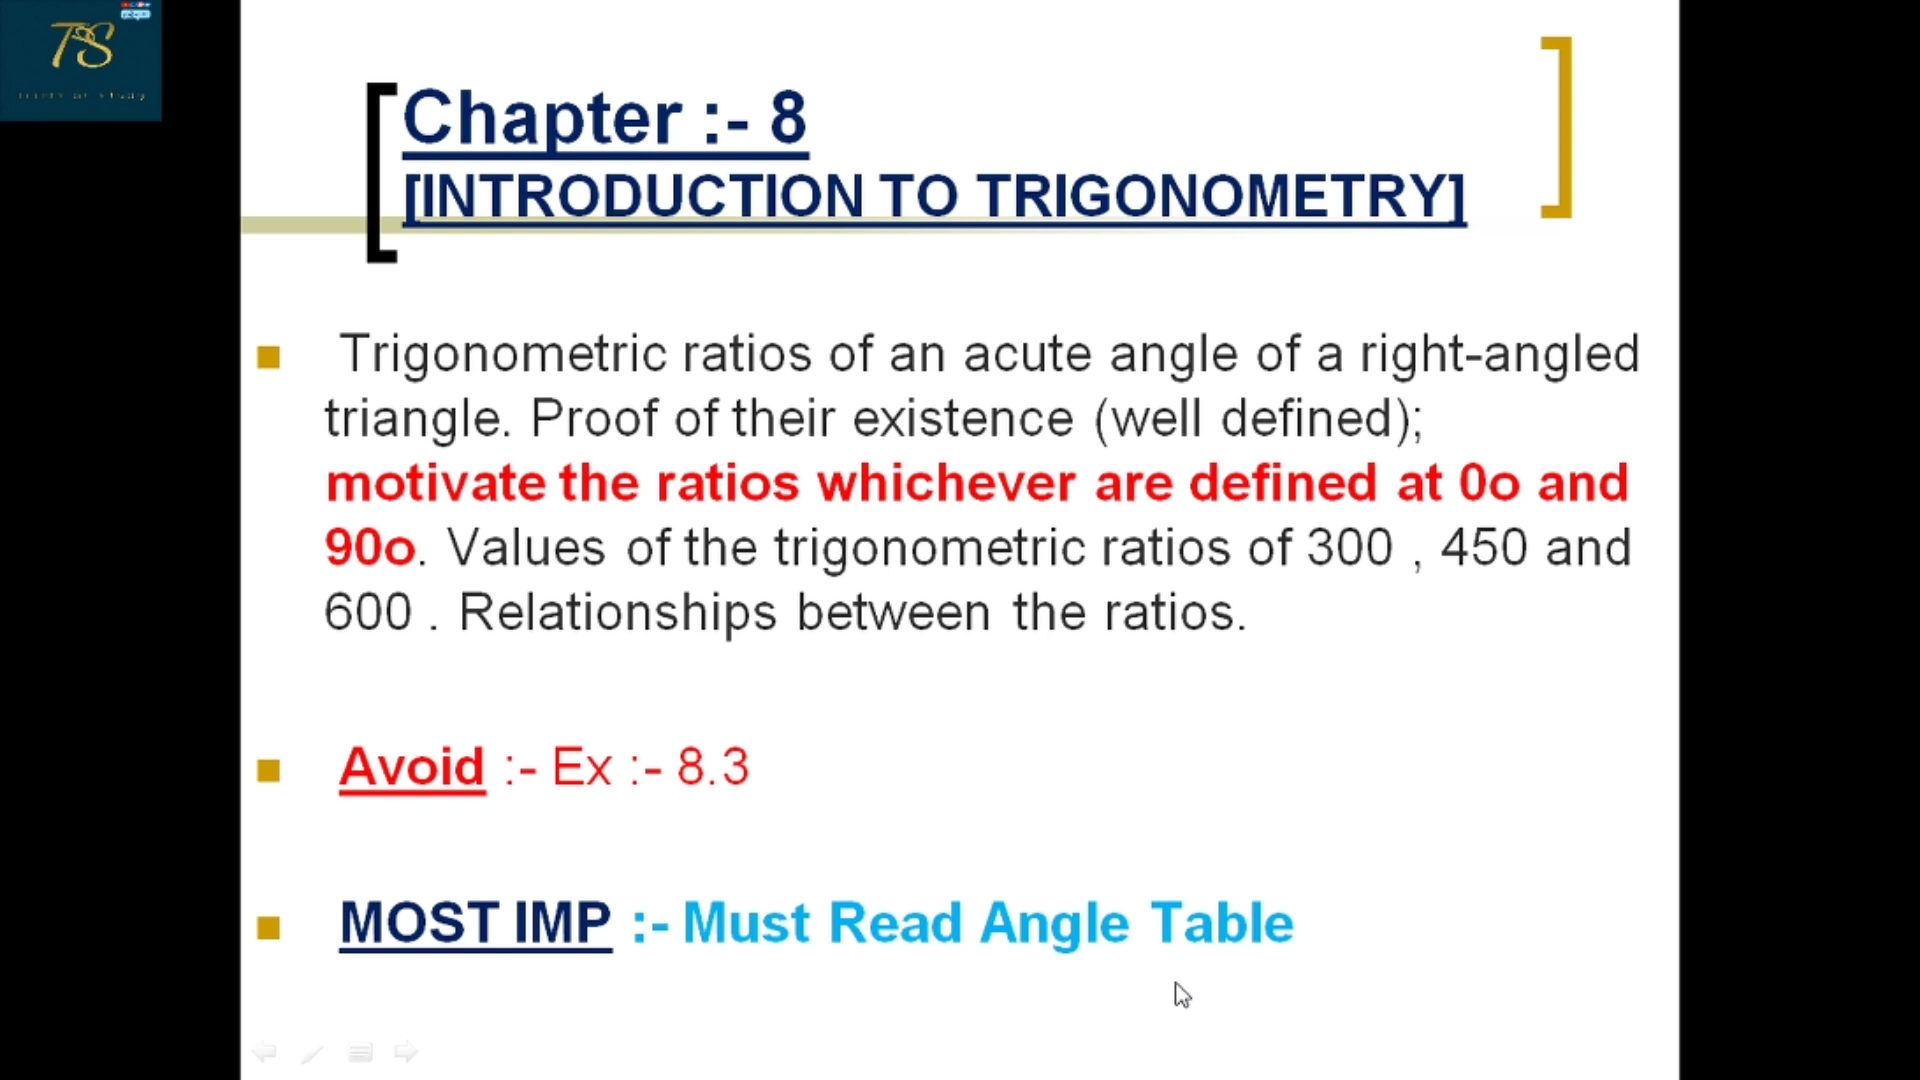 TS
Chapter :- 8
[INTRODUCTION TO TRIGONOMETRY]
Trigonometric ratios of an acute angle of a right-angled
triangle. Proof of their existence (well defined);
motivate the ratios whichever are defined at 0o and
90o. Values of the trigonometric ratios of 300 , 450 and
600 . Relationships between the ratios.
Avoid :- Ex :- 8.3
MOST IMP :- Must Read Angle Table